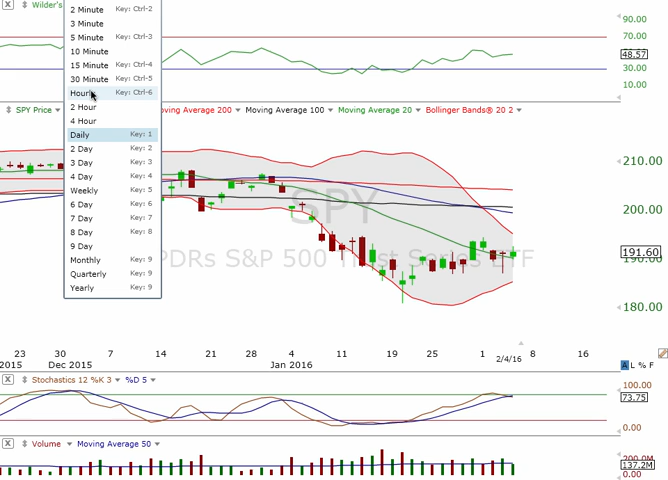 X Wilder's
2 Minute Key: Ctrl-2
3 Minute
5 Minute Key: Ctrl-3
10 Minute
15 Minute Key: Ctrl-4
30 Minute Key: Ctrl-5
Hourly Key: Ctrl-6
2 Hour
4 Hour
Daily Key: 1
2 Day Key: 2
3 Day Key: 3
4 Day Key: 4
Weekly Key: 5
6 Day Key: 6
7 Day Key: 7
8 Day Key: 8
9 Day
Monthly Key: 9
Quarterly Key: 9
Yearly Key: 9
90.00
70.00
48.57
30.00
10.00
SPY Price
Moving Average 200 Moving Average 100 Moving Average 20 Bollinger Bands® 20 2
210.00
200.00
191.60
190.00
180.00
SPY
PDRs S&P 500 Trust Series ETF
23 30 7 14 21 28 4 11 19 25 1 8 16
2015 Dec 2015 Jan 2016 2/4/16
A L % F
X Stochastics 12 %K 3 %D 5
100.00
73.75
0.00
X Volume Moving Average 50
200.0M
137.2M